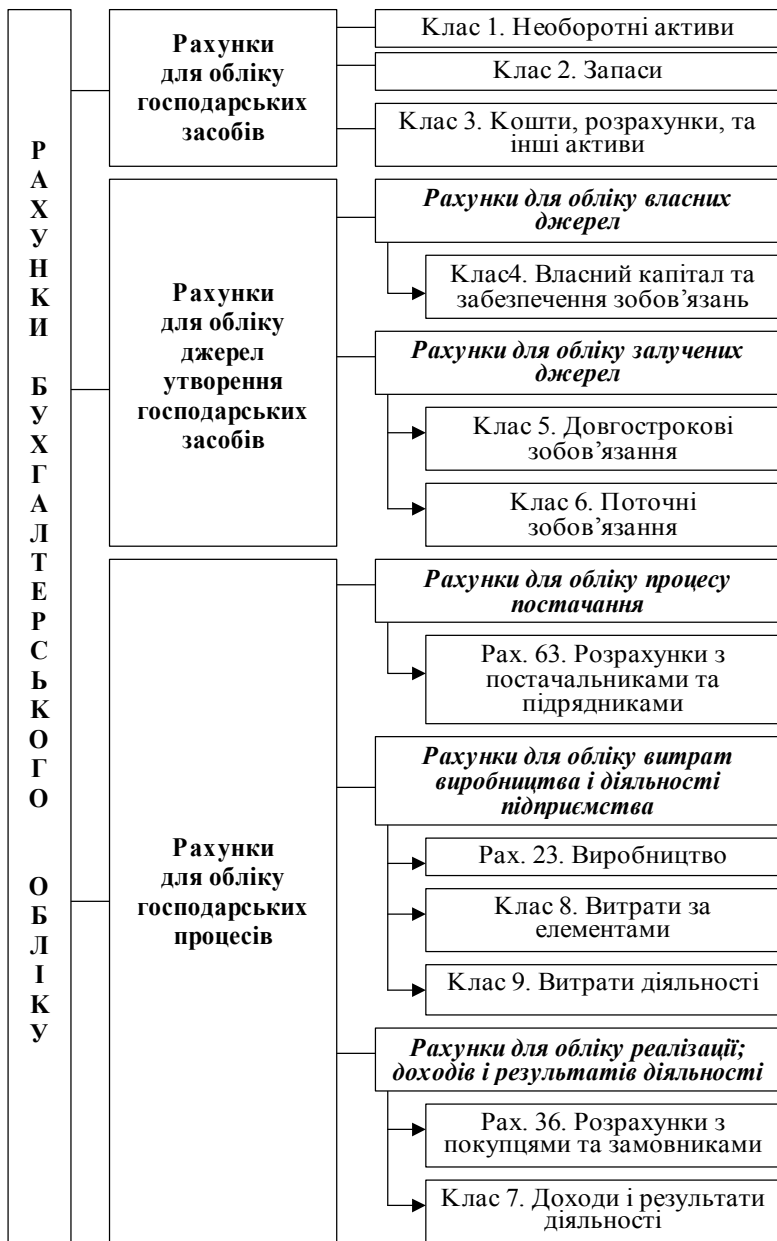 РАХУНКИ БУХГАЛТЕРСЬКОГО ОБЛІКУ
Рахунки
для обліку
господарських
засобів
Клас 1. Необоротні активи
Клас 2. Запаси
Клас 3. Кошти, розрахунки, та
інші активи
Рахунки
для обліку
джерел
утворення
господарських
засобів
Рахунки для обліку власних
джерел
Клас4. Власний капітал та
забезпечення зобов’язань
Рахунки для обліку залучених
джерел
Клас 5. Довгострокові
зобов’язання
Клас 6. Поточні
зобов’язання
Рахунки
для обліку
господарських
процесів
Рахунки для обліку процесу
постачання
Рах. 63. Розрахунки з
постачальниками та
підрядниками
Рахунки для обліку витрат
виробництва і діяльності
підприємства
Рах. 23. Виробництво
Клас 8. Витрати за
елементами
Клас 9. Витрати діяльності
Рахунки для обліку реалізації;
доходів і результатів діяльності
Рах. 36. Розрахунки з
покупцями та замовниками
Клас 7. Доходи і результати
діяльності